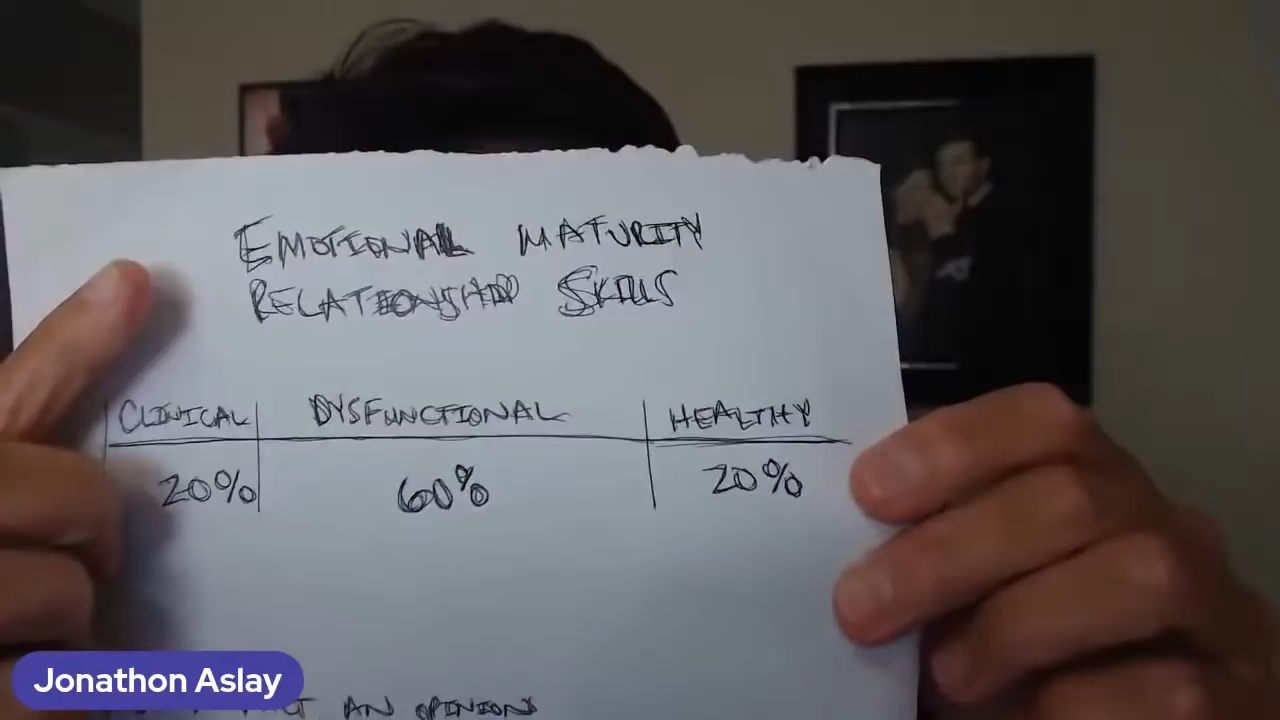 EMOTIONAL MATURITY
RELATIONSHIP SKILLS
CLINICAL DYSFUNCTIONAL HEALTHY
20% 60% 20%
AN OPINION
Jonathon Aslay